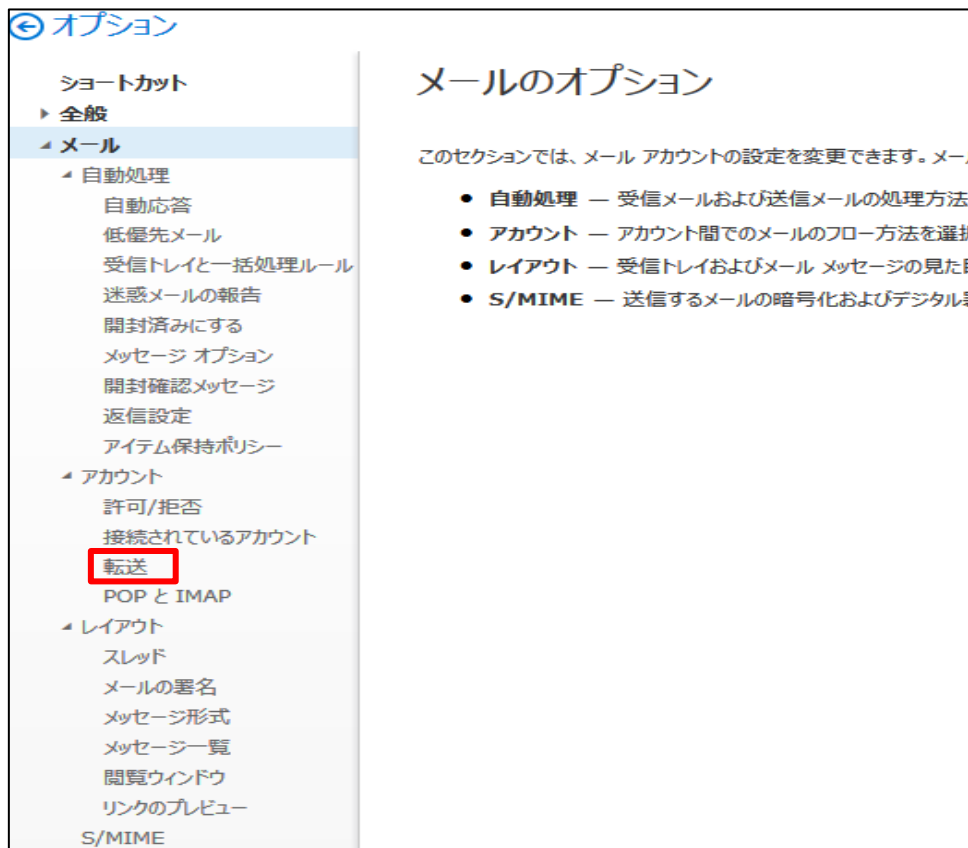 オプション
ショートカット
全般
メール
自動処理
自動応答
低優先メール
受信トレイと一括処理ルール
迷惑メールの報告
開封済みにする
メッセージ オプション
開封確認メッセージ
返信設定
アイテム保持ポリシー
アカウント
許可/拒否
接続されているアカウント
転送
POP と IMAP
レイアウト
スレッド
メールの署名
メッセージ形式
メッセージ一覧
閲覧ウィンドウ
リンクのプレビュー
S/MIME
メールのオプション
このセクションでは、メール アカウントの設定を変更できます。メー
自動処理 — 受信メールおよび送信メールの処理方法
アカウント — アカウント間でのメールのフロー方法を選
レイアウト — 受信トレイおよびメール メッセージの見た
S/MIME — 送信するメールの暗号化およびデジタル